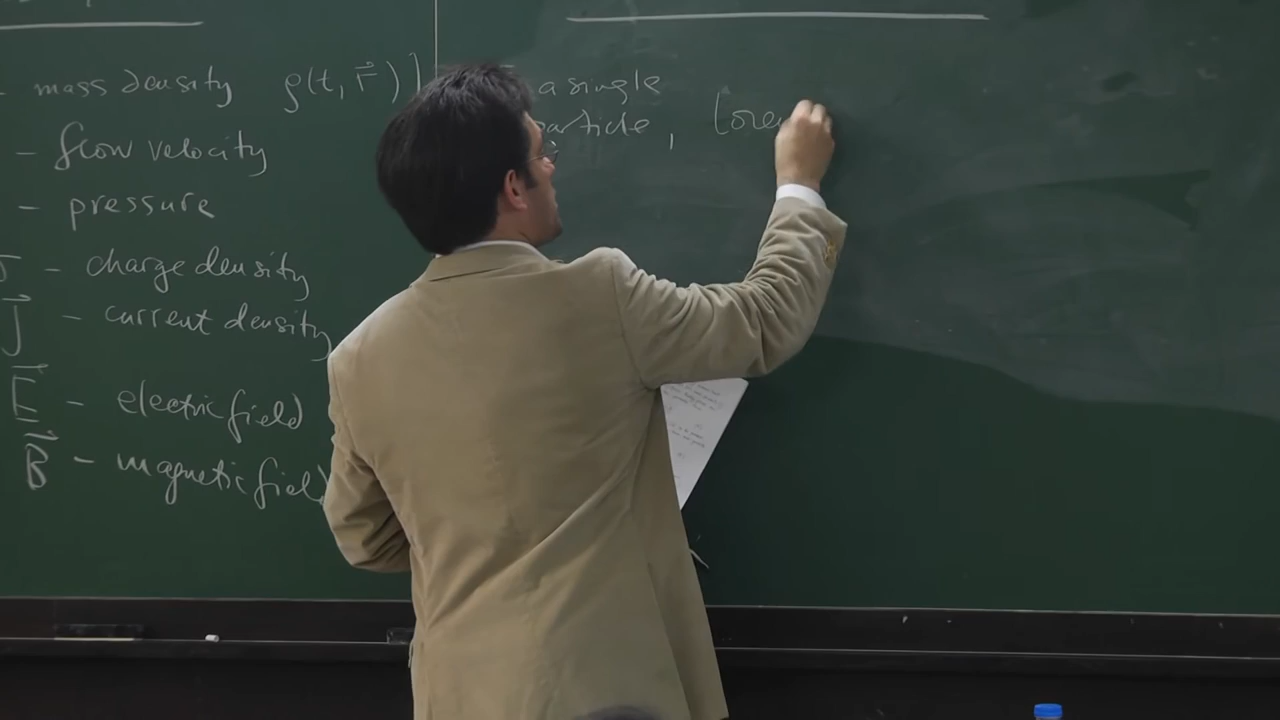 - mass density ρ(t, r⃗)]
- flow velocity
- pressure
- charge density
J⃗ - current density
E⃗ - electric field
B⃗ - magnetic field
a single
particle, Lore